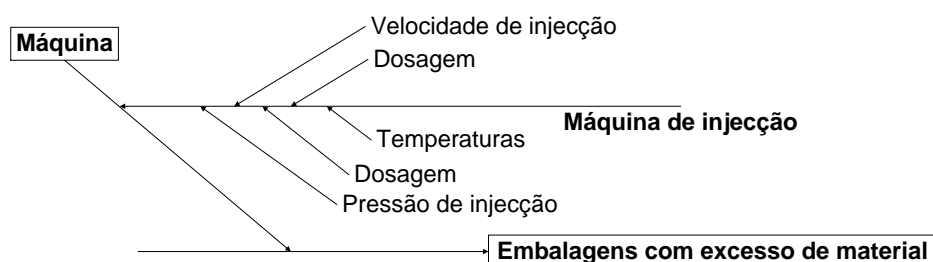 Velocidade de injecção
Máquina
Dosagem
Máquina de injecção
Temperaturas
Dosagem
Pressão de injecção
Embalagens com excesso de material